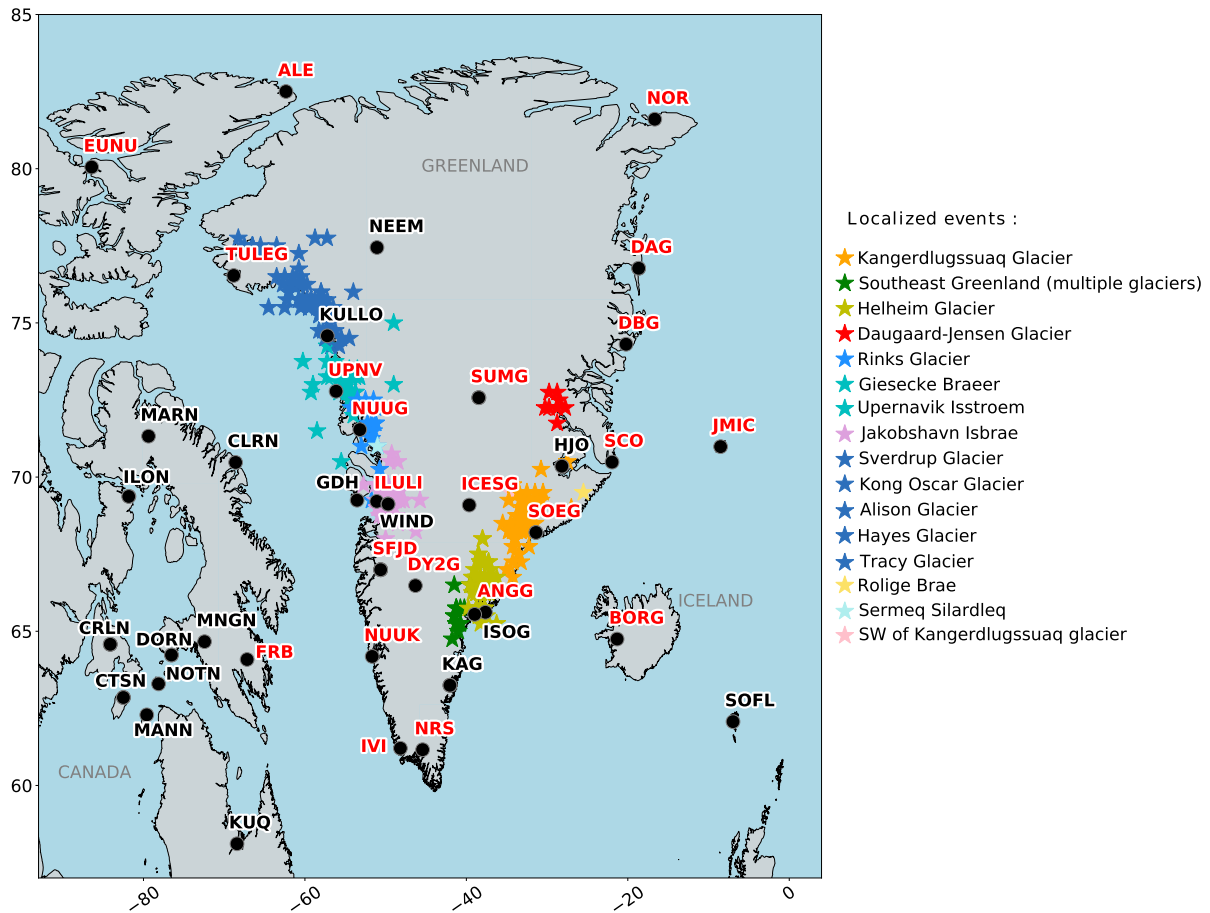 85
ALE
NOR
EUNU
80
GREENLAND
NEEM
DAG
TULEG
75
KULLO
DBG
UPNV
SUMG
NUUG
MARN
JMIC
CLRN
HJO
SCO
70
ILON
GDH
ILULI
ICESG
WIND
SOEG
SFJD
DY2G
ANGG
ICELAND
BORG
65
CRLN
MNGN
DORN
NUUK
ISOG
FRB
KAG
CTSN
NOTN
SOFL
MANN
NRS
IVI
60
CANADA
KUQ
−80
−60
−40
−20
0
Localized events :
Kangerdlugssuaq Glacier
Southeast Greenland (multiple glaciers)
Helheim Glacier
Daugaard-Jensen Glacier
Rinks Glacier
Giesecke Braeer
Upernavik Isstroem
Jakobshavn Isbrae
Sverdrup Glacier
Kong Oscar Glacier
Alison Glacier
Hayes Glacier
Tracy Glacier
Rolige Brae
Sermeq Silardleq
SW of Kangerdlugssuaq glacier